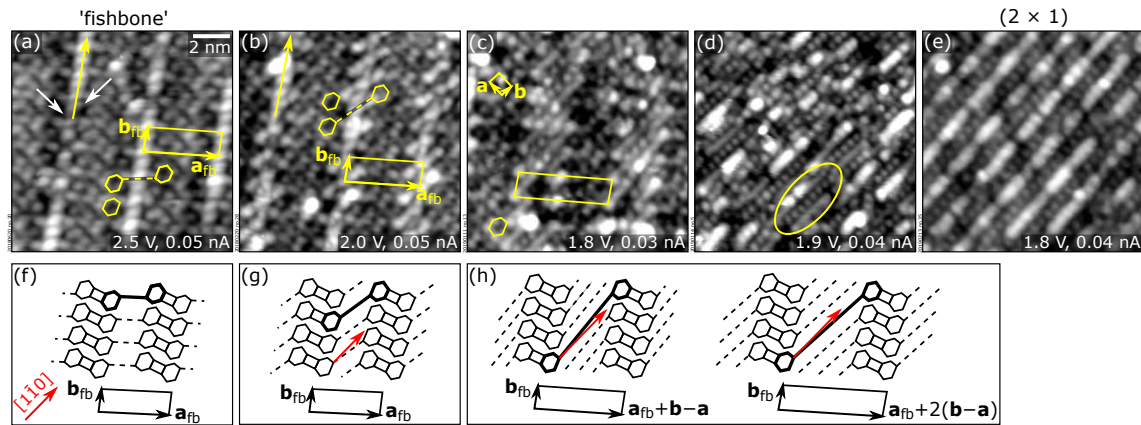 'fishbone'
(2 × 1)
(a)
2 nm
b_fb
a_fb
2.5 V, 0.05 nA
(b)
b_fb
a_fb
2.0 V, 0.05 nA
(c)
a
b
1.8 V, 0.03 nA
(d)
1.9 V, 0.04 nA
(e)
1.8 V, 0.04 nA
(f)
[11̄0]
b_fb
a_fb
(g)
b_fb
a_fb
(h)
b_fb
a_fb+b−a
b_fb
a_fb+2(b−a)